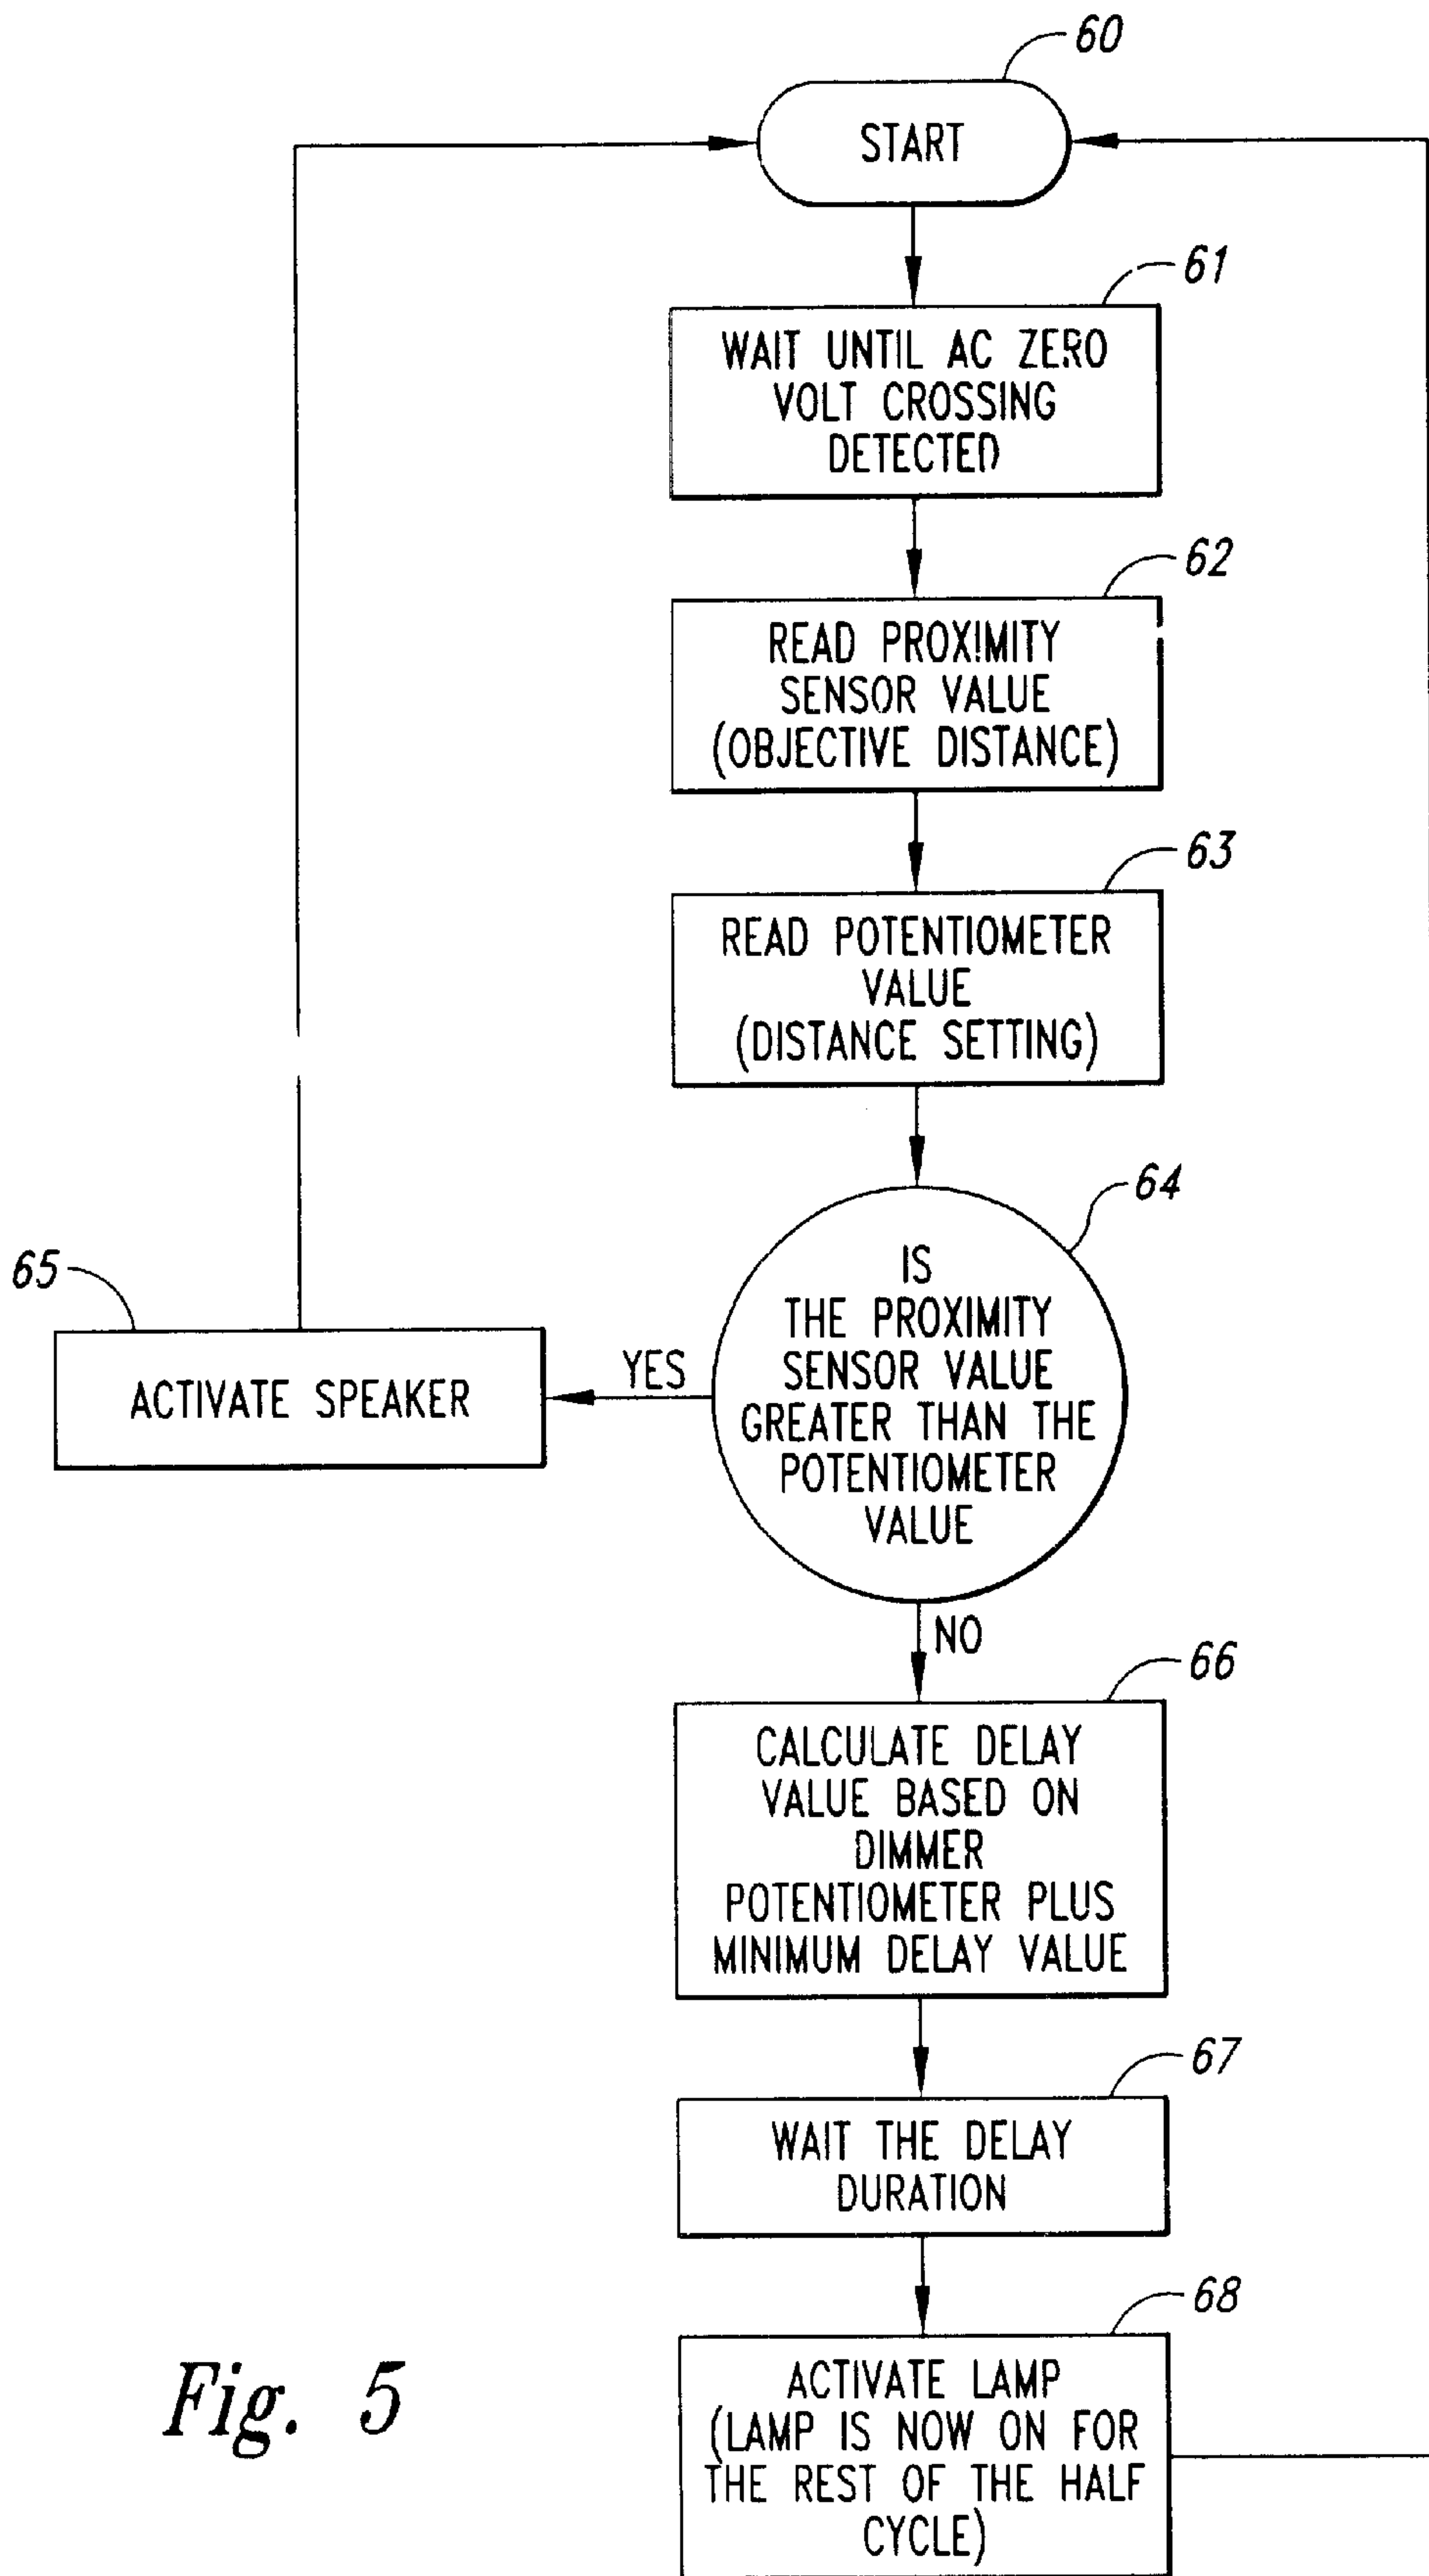 60
START
61
WAIT UNTIL AC ZERO
VOLT CROSSING
DETECTED
62
READ PROXIMITY
SENSOR VALUE
(OBJECTIVE DISTANCE)
63
READ POTENTIOMETER
VALUE
(DISTANCE SETTING)
64
IS
THE PROXIMITY
SENSOR VALUE
GREATER THAN THE
POTENTIOMETER
VALUE
YES
65
ACTIVATE SPEAKER
NO
66
CALCULATE DELAY
VALUE BASED ON
DIMMER
POTENTIOMETER PLUS
MINIMUM DELAY VALUE
67
WAIT THE DELAY
DURATION
68
ACTIVATE LAMP
(LAMP IS NOW ON FOR
THE REST OF THE HALF
CYCLE)
Fig. 5